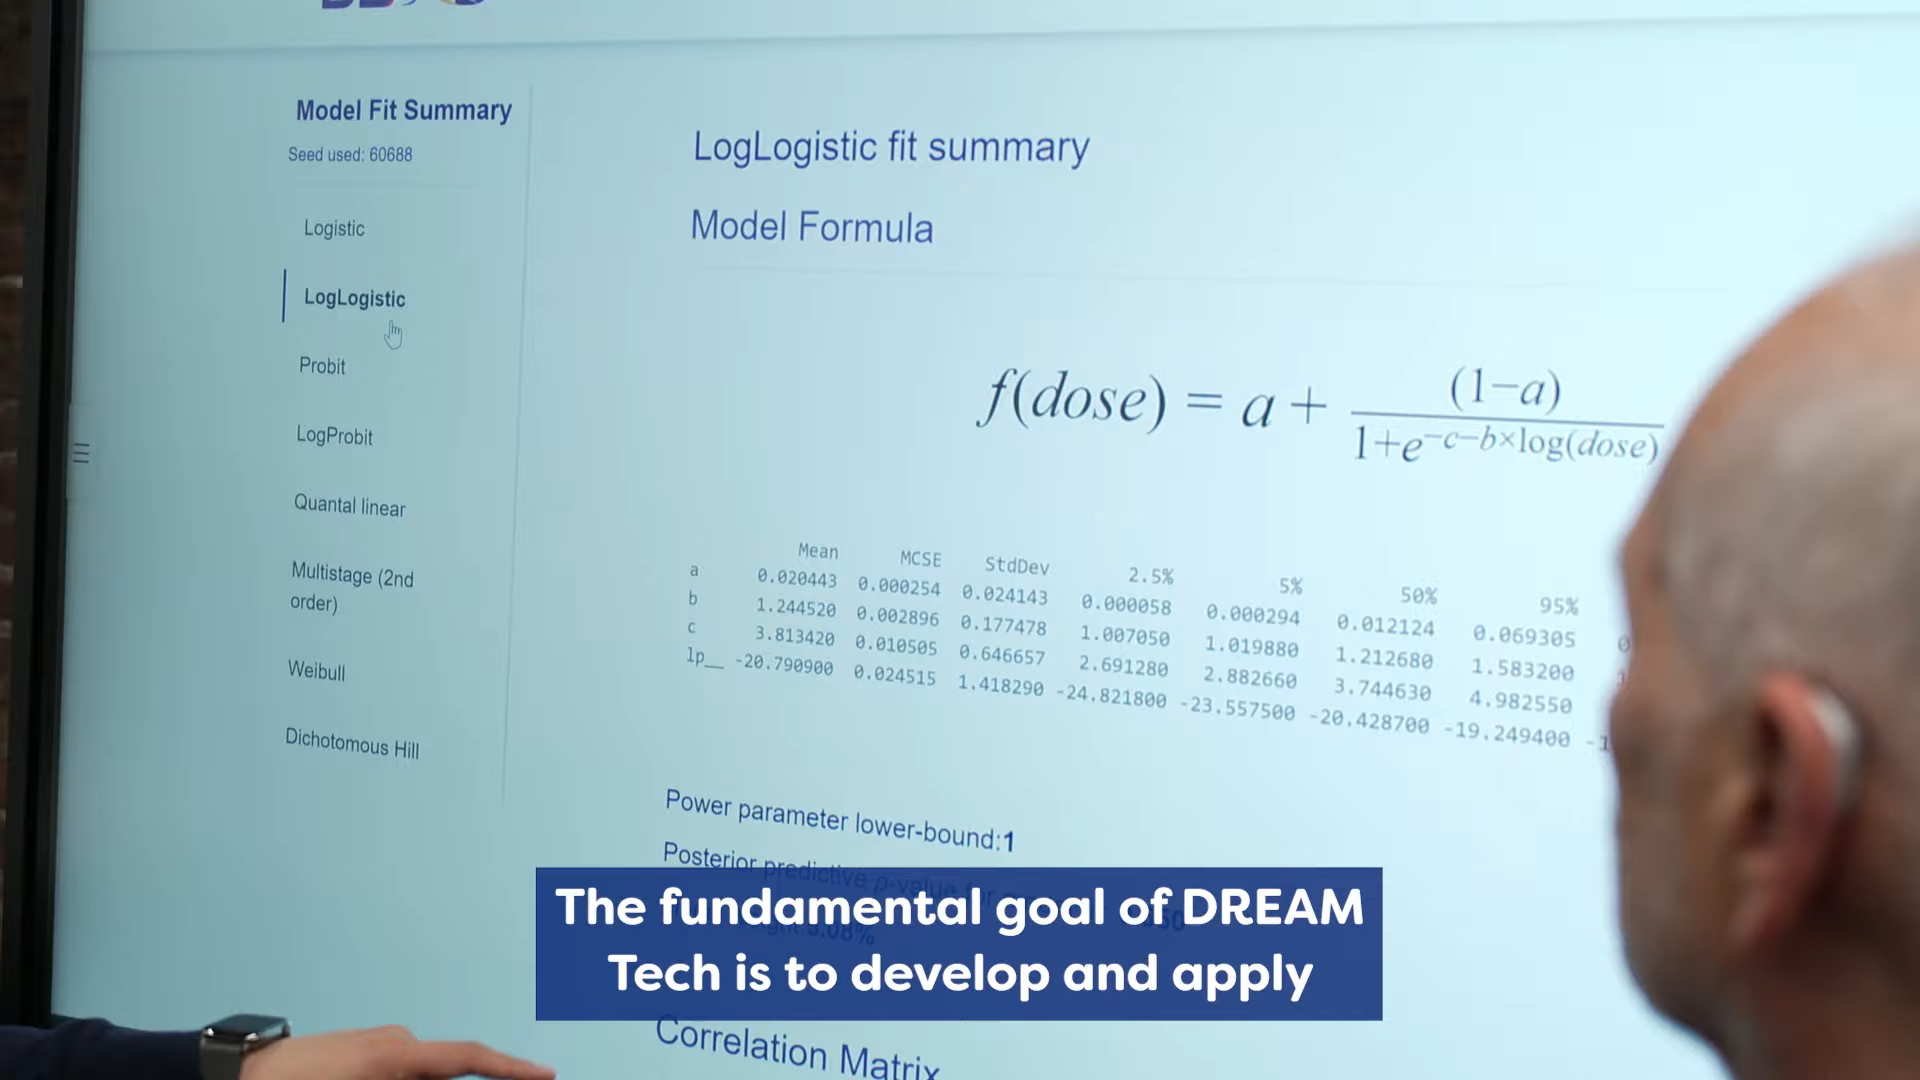 Model Fit Summary
Seed used: 60688
Logistic
LogLogistic
Probit
LogProbit
Quantal linear
Multistage (2nd
order)
Weibull
Dichotomous Hill
LogLogistic fit summary
Model Formula
f(dose) = a + (1−a)
1+e−c−b×log(dose)
Mean MCSE StdDev 2.5% 5% 50% 95%
a 0.020443 0.000254 0.024143 0.000058 0.000294 0.012124 0.069305
b 1.244520 0.002896 0.177478 1.007050 1.019880 1.212680 1.583200
c 3.813420 0.010505 0.646657 2.691280 2.882660 3.744630 4.982550
lp__ -20.790900 0.024515 1.418290 -24.821800 -23.557500 -20.428700 -19.249400
Power parameter lower-bound:1
Posterior predictive p-value for
5.08%
The fundamental goal of DREAM
Tech is to develop and apply
Correlation Matrix